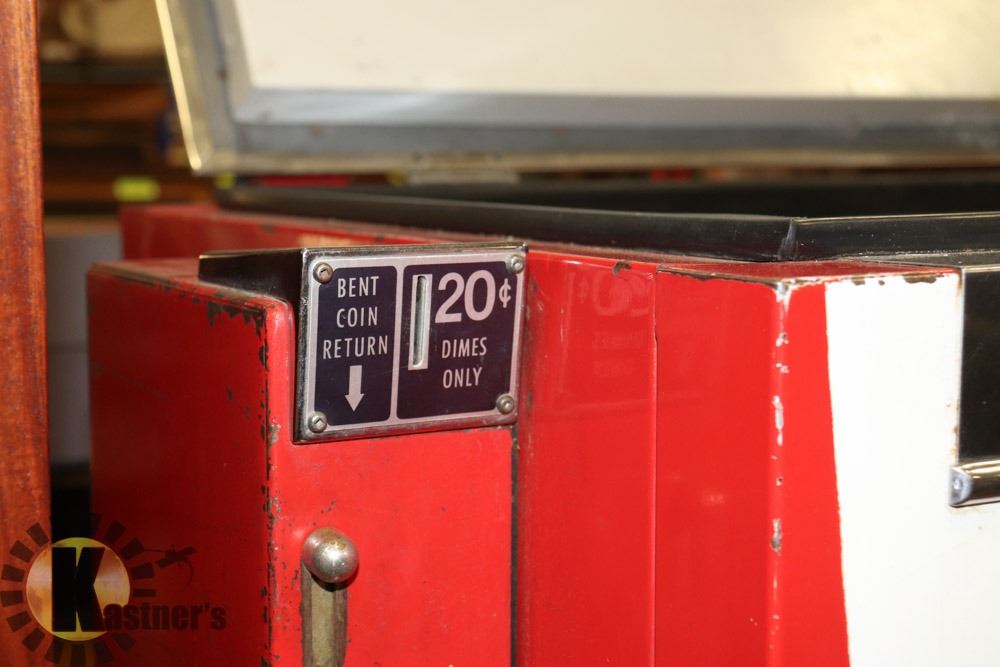 BENT
COIN
RETURN
20¢
DIMES
ONLY
Kastner's